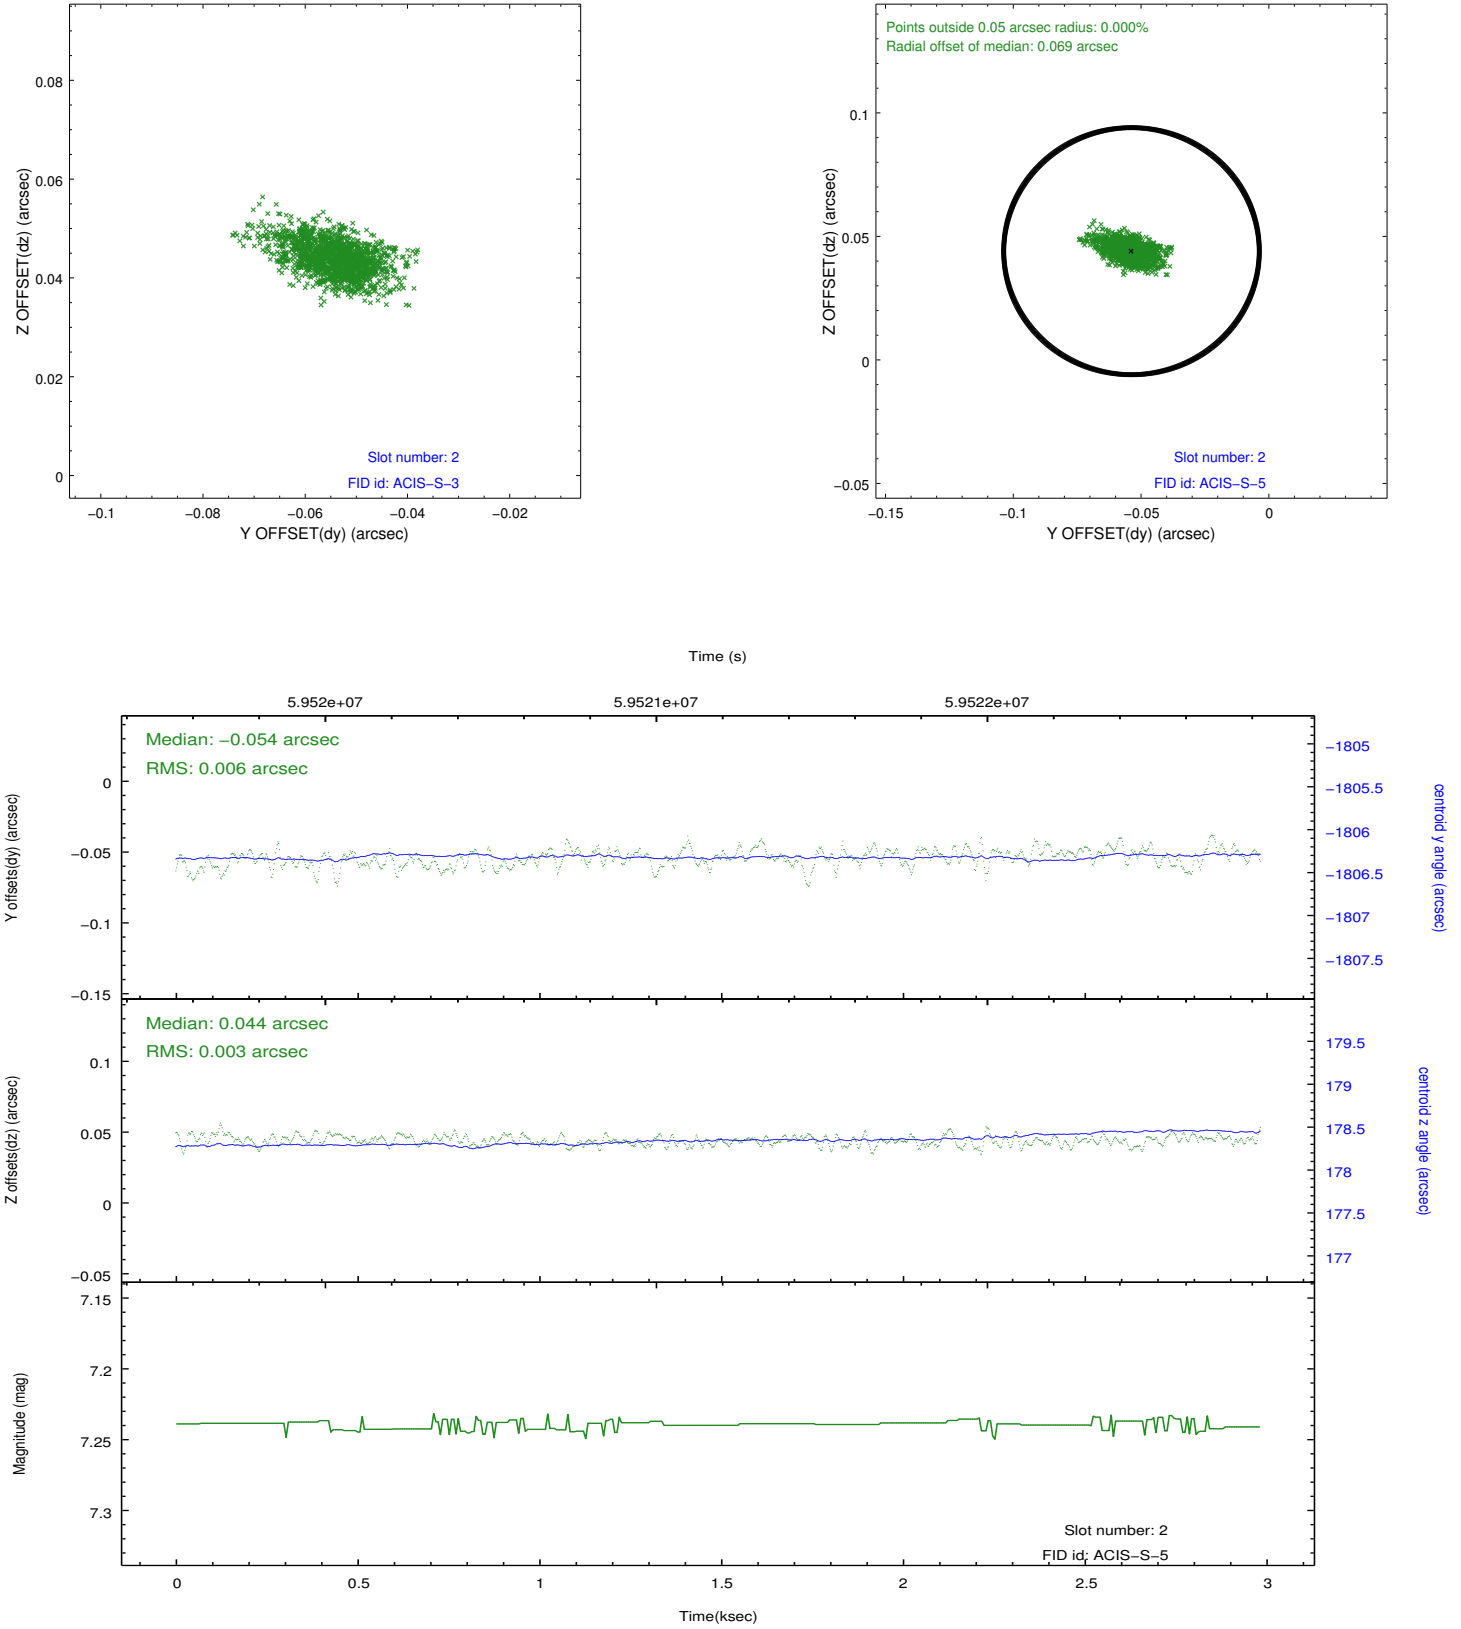 0.08
0.06
0.04
0.02
0
Z OFFSET(dz) (arcsec)
Slot number: 2
FID id: ACIS−S−3
−0.1
−0.08
−0.06
−0.04
−0.02
Y OFFSET(dy) (arcsec)
Points outside 0.05 arcsec radius: 0.000%
Radial offset of median: 0.069 arcsec
0.1
0.05
0
−0.05
Z OFFSET(dz) (arcsec)
Slot number: 2
FID id: ACIS−S−5
−0.15
−0.1
−0.05
0
Y OFFSET(dy) (arcsec)
Time (s)
5.952e+07
5.9521e+07
5.9522e+07
Median: −0.054 arcsec
RMS: 0.006 arcsec
0
−0.05
−0.1
−0.15
Y offsets(dy) (arcsec)
−1805
−1805.5
−1806
−1806.5
−1807
−1807.5
centroid y angle (arcsec)
Median: 0.044 arcsec
RMS: 0.003 arcsec
0.1
0.05
0
−0.05
Z offsets(dz) (arcsec)
179.5
179
178.5
178
177.5
177
centroid z angle (arcsec)
7.15
7.2
7.25
7.3
Magnitude (mag)
Slot number: 2
FID id: ACIS−S−5
0
0.5
1
1.5
2
2.5
3
Time(ksec)